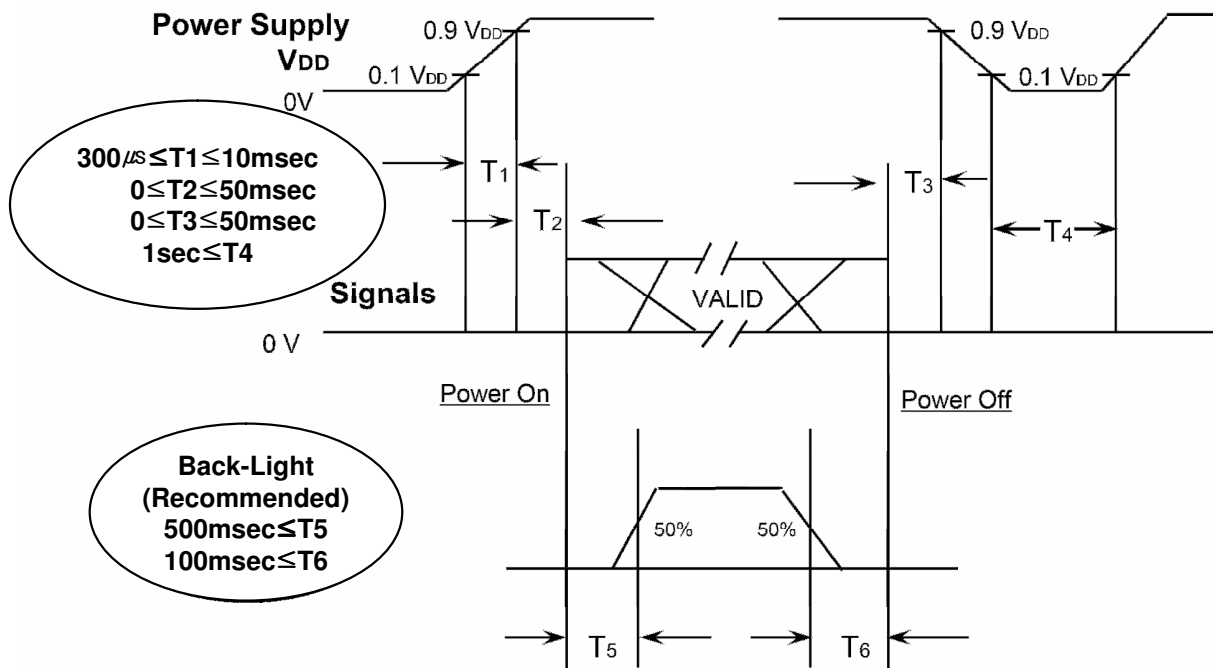 Power Supply
VDD
0.9 VDD
0.1 VDD
0V
0.9 VDD
0.1 VDD
300㎲≤T1≤10msec
0≤T2≤50msec
0≤T3≤50msec
1sec≤T4
T1
T2
T3
T4
Signals
VALID
0 V
Power On
Power Off
Back-Light
(Recommended)
500msec≤T5
100msec≤T6
50%
50%
T5
T6